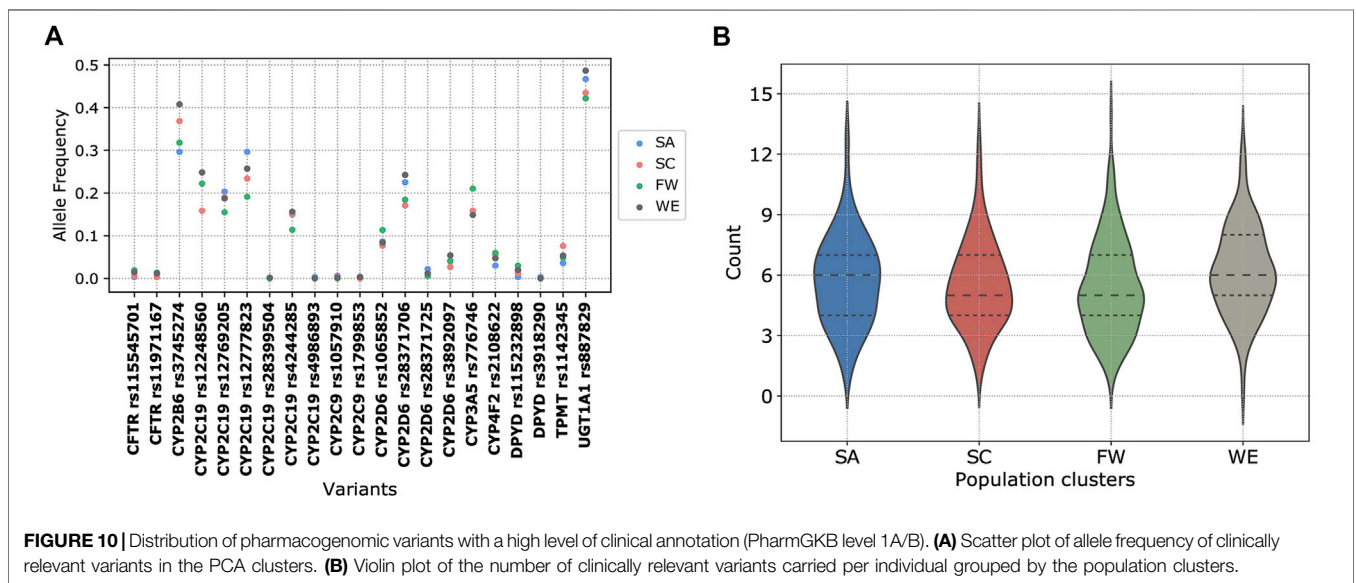 A
Allele Frequency
0.5
0.4
0.3
0.2
0.1
0.0
SA
SC
FW
WE
CFTR rs115545701
CFTR rs11971167
CYP2B6 rs3745274
CYP2C19 rs12248560
CYP2C19 rs12769205
CYP2C19 rs12777823
CYP2C19 rs28399504
CYP2C19 rs4244285
CYP2C19 rs4986893
CYP2C9 rs1057910
CYP2C9 rs1799853
CYP2D6 rs1065852
CYP2D6 rs28371706
CYP2D6 rs28371725
CYP2D6 rs3892097
CYP3A5 rs776746
CYP4F2 rs2108622
DPYD rs115232898
DPYD rs3918290
TPMT rs1142345
UGT1A1 rs887829
Variants
B
Count
15
12
9
6
3
0
SA SC FW WE
Population clusters
FIGURE 10 | Distribution of pharmacogenomic variants with a high level of clinical annotation (PharmGKB level 1A/B). (A) Scatter plot of allele frequency of clinically
relevant variants in the PCA clusters. (B) Violin plot of the number of clinically relevant variants carried per individual grouped by the population clusters.